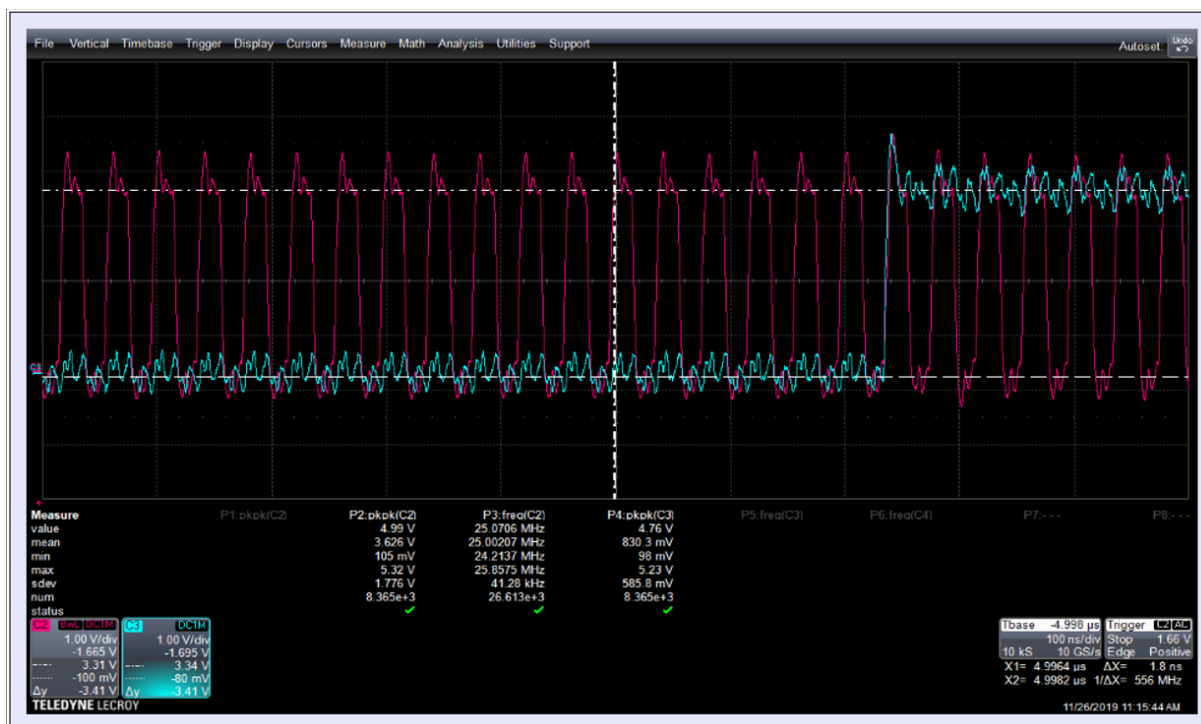 File Vertical Timebase Trigger Display Cursors Measure Math Analysis Utilities Support
Autoset. Undo
Measure P1:pkpk(C2) P2:pkpk(C2) P3:freq(C2) P4:pkpk(C3) P5:freq(C3) P6:freq(C4) P7:- - - P8:- - -
value 4.99 V 25.0706 MHz 4.76 V
mean 3.626 V 25.00207 MHz 830.3 mV
min 105 mV 24.2137 MHz 98 mV
max 5.32 V 25.8575 MHz 5.23 V
sdev 1.776 V 41.28 kHz 585.8 mV
num 8.365e+3 26.613e+3 8.365e+3
status
C2 BwL DC1M
1.00 V/div
-1.665 V
3.31 V
-100 mV
Δy -3.41 V
C3 DC1M
1.00 V/div
-1.695 V
3.34 V
-80 mV
Δy -3.41 V
Tbase -4.998 µs
100 ns/div
10 kS 10 GS/s
Trigger C2 AC
Stop 1.66 V
Edge Positive
X1= 4.9964 µs ΔX= 1.8 ns
X2= 4.9982 µs 1/ΔX= 556 MHz
TELEDYNE LECROY
11/26/2019 11:15:44 AM